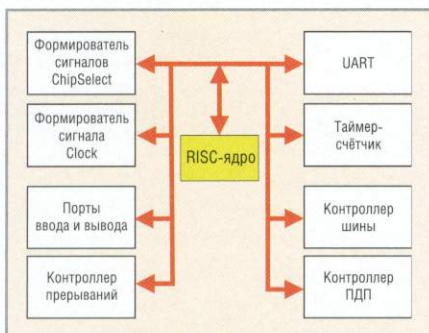 Формирователь
сигналов
ChipSelect
UART
Формирователь
сигнала
Clock
Таймер-
счётчик
RISC-ядро
Порты
ввода и вывода
Контроллер
шины
Контроллер
прерываний
Контроллер
ПДП